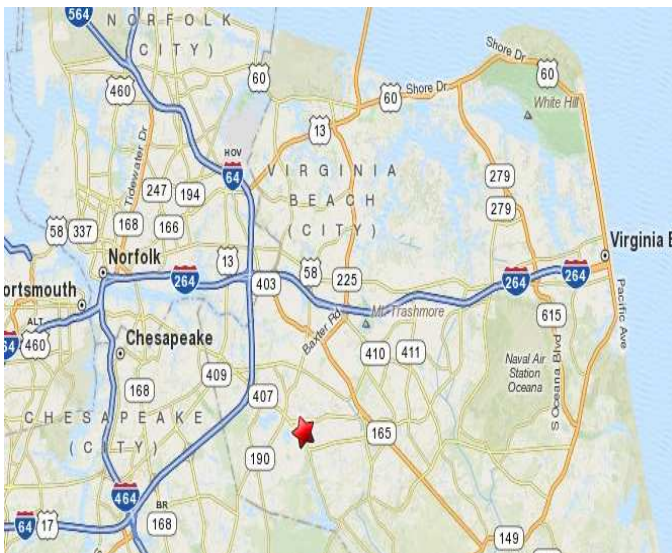 564
NORFOLK
(CITY)
460
60
Shore Dr
60
Shore Dr
60
White Hill
13
Tidewater Dr
HOV
64
VIRGINIA
BEACH
(CITY)
247
194
279
279
58
337
168
166
Norfolk
13
264
403
58
225
264
264
Virginia B
ortsmouth
ALT
64
460
Mt Trashmore
Baxter Rd
Pacific Ave
615
Chesapeake
410
411
Naval Air
Station
Oceana
S Oceana Blvd
168
409
407
CHESAPEAKE
(CITY)
165
190
464
BR
168
64
17
149
S